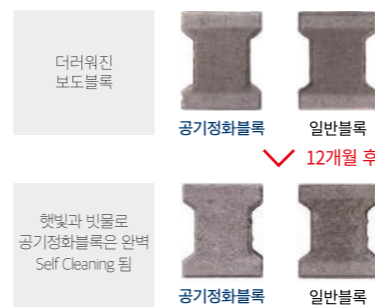 더러워진
보도블록
공기정화블록
일반블록
12개월 후
햇빛과 빗물로
공기정화블록은 완벽
Self Cleaning 됨
공기정화블록
일반블록